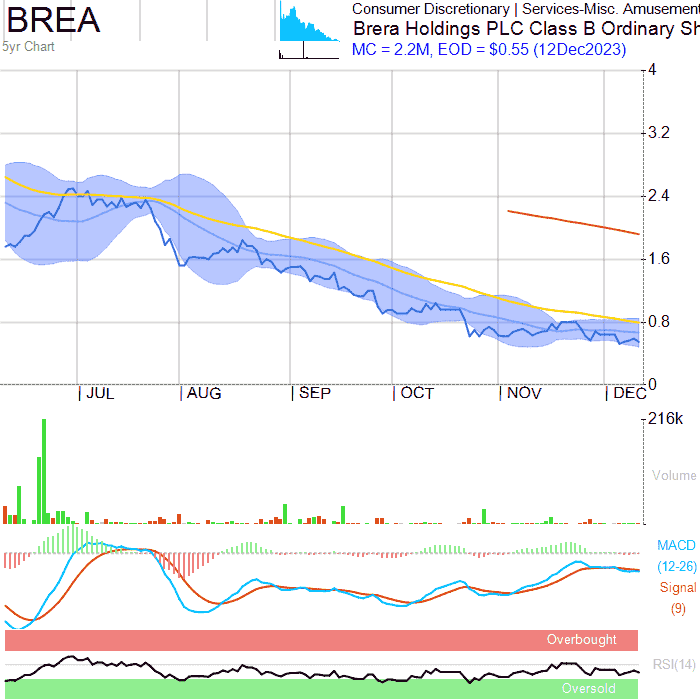 BREA
5yr Chart
Consumer Discretionary | Services-Misc. Amusement
Brera Holdings PLC Class B Ordinary Sh
MC = 2.2M, EOD = $0.55 (12Dec2023)
4
3.2
2.4
1.6
0.8
0
JUL AUG SEP OCT NOV DEC
216k
Volume
MACD
(12-26)
Signal
(9)
Overbought
RSI(14)
Oversold